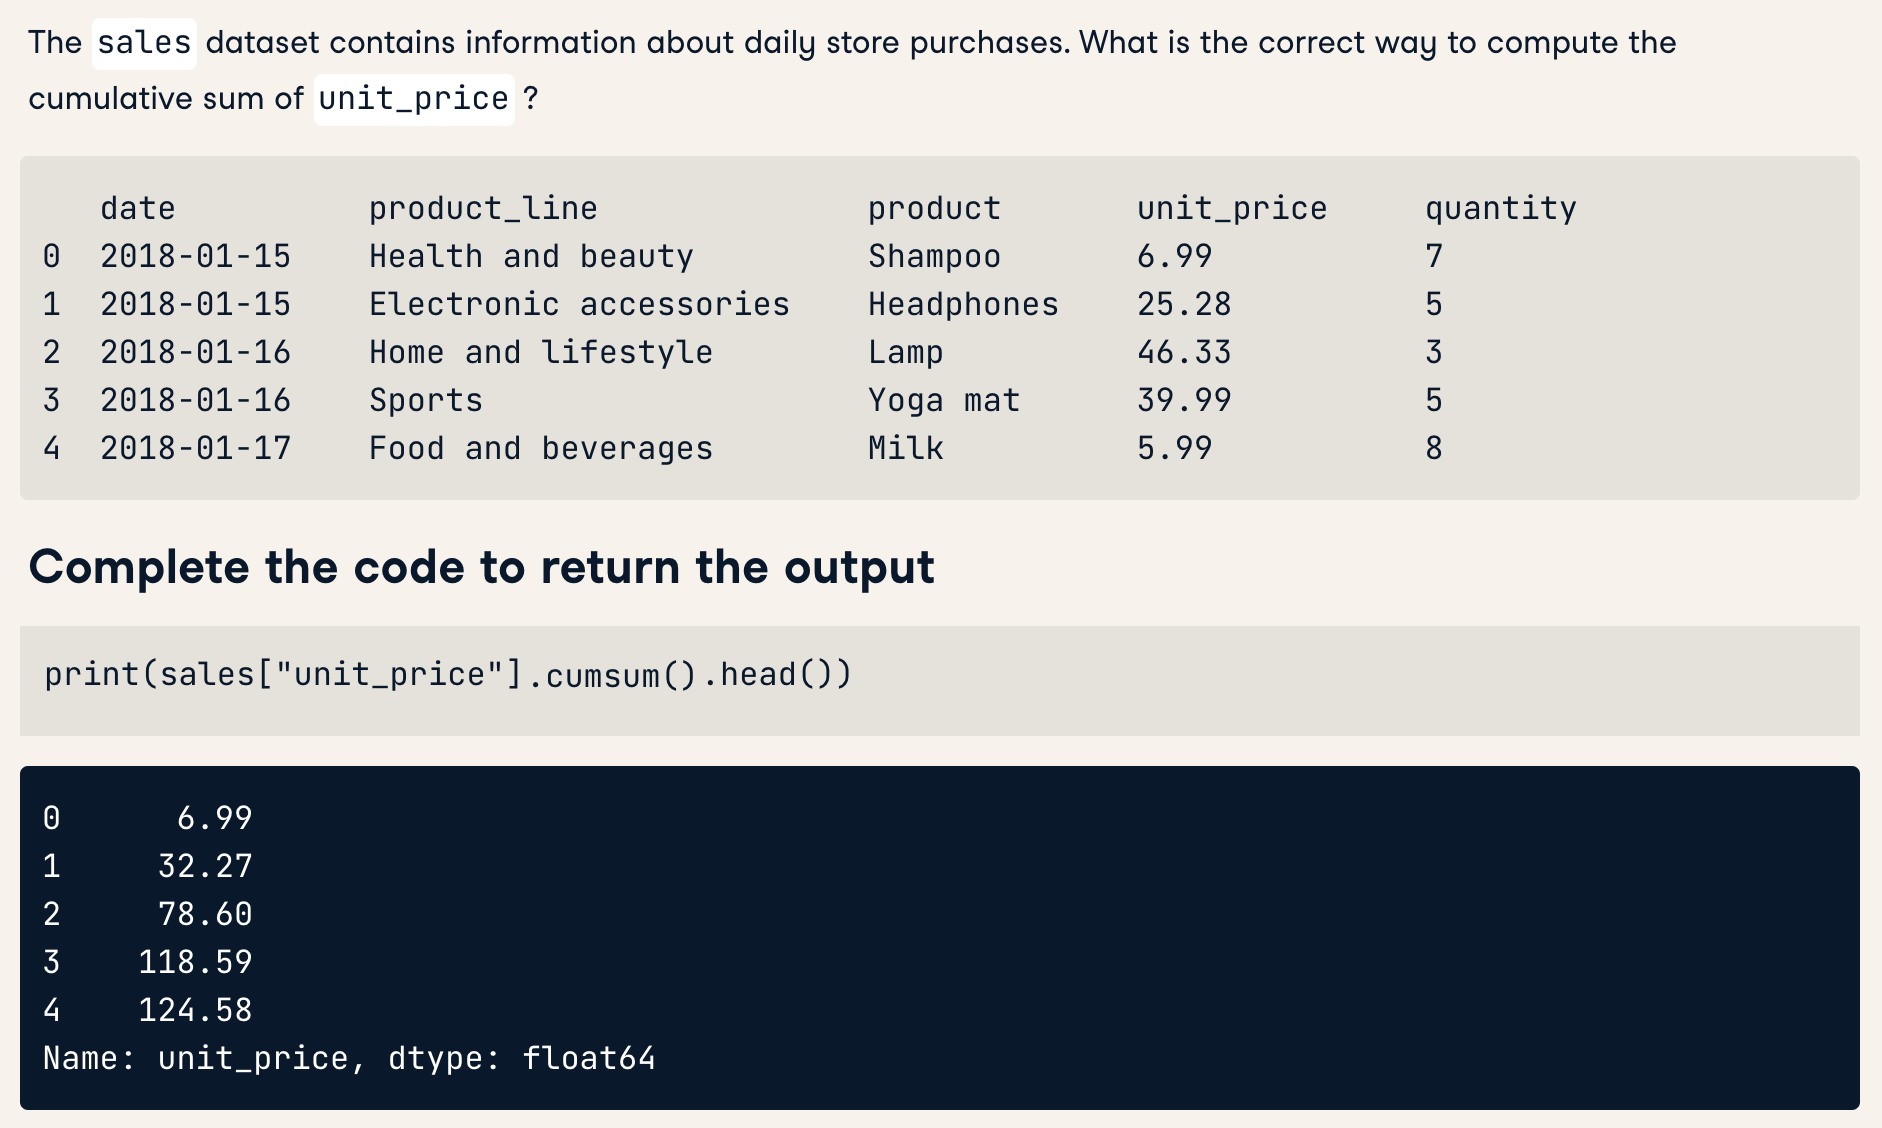 The sales dataset contains information about daily store purchases. What is the correct way to compute the
cumulative sum of unit_price ?
date product_line product unit_price quantity
0 2018-01-15 Health and beauty Shampoo 6.99 7
1 2018-01-15 Electronic accessories Headphones 25.28 5
2 2018-01-16 Home and lifestyle Lamp 46.33 3
3 2018-01-16 Sports Yoga mat 39.99 5
4 2018-01-17 Food and beverages Milk 5.99 8
Complete the code to return the output
print(sales["unit_price"].cumsum().head())
0 6.99
1 32.27
2 78.60
3 118.59
4 124.58
Name: unit_price, dtype: float64